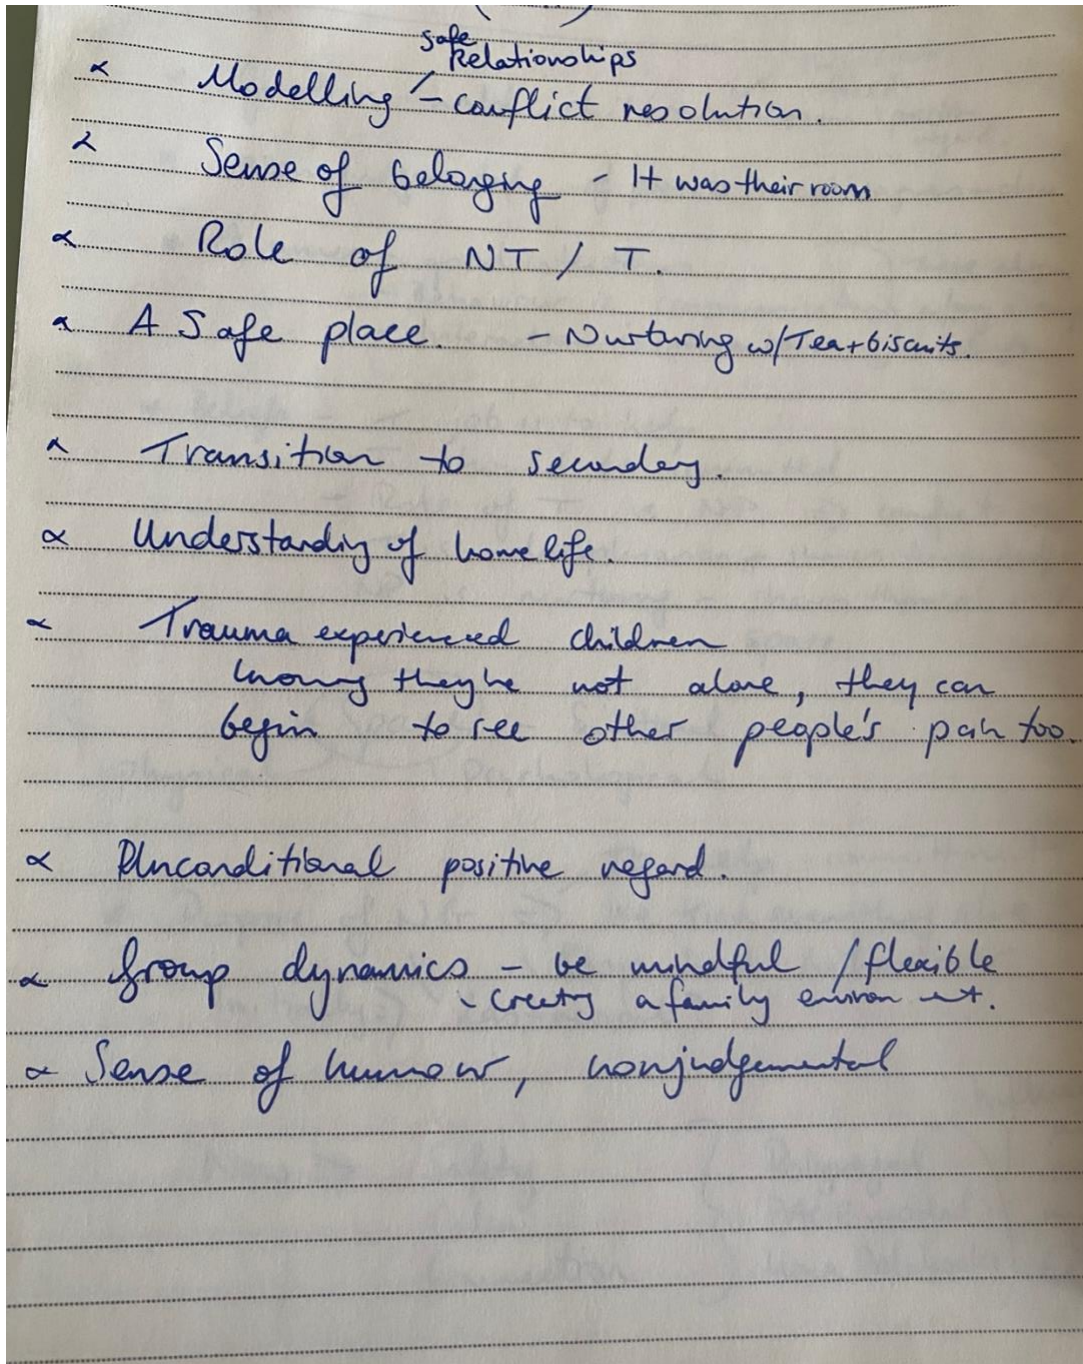 safe
Relationships
∝ Modelling - conflict resolution.
∝ Sense of belonging - It was their room
∝ Role of NT / T.
∝ A Safe place. - Nurturing w/ Tea + biscuits.
∝ Transition to secondary.
∝ Understanding of home life.
∝ Trauma experienced children
knowing they're not alone, they can
begin to see other people's pain too.
∝ Unconditional positive regard.
∝ Group dynamics - be mindful / flexible
- Creating a family environment.
∝ Sense of humour, nonjudgemental